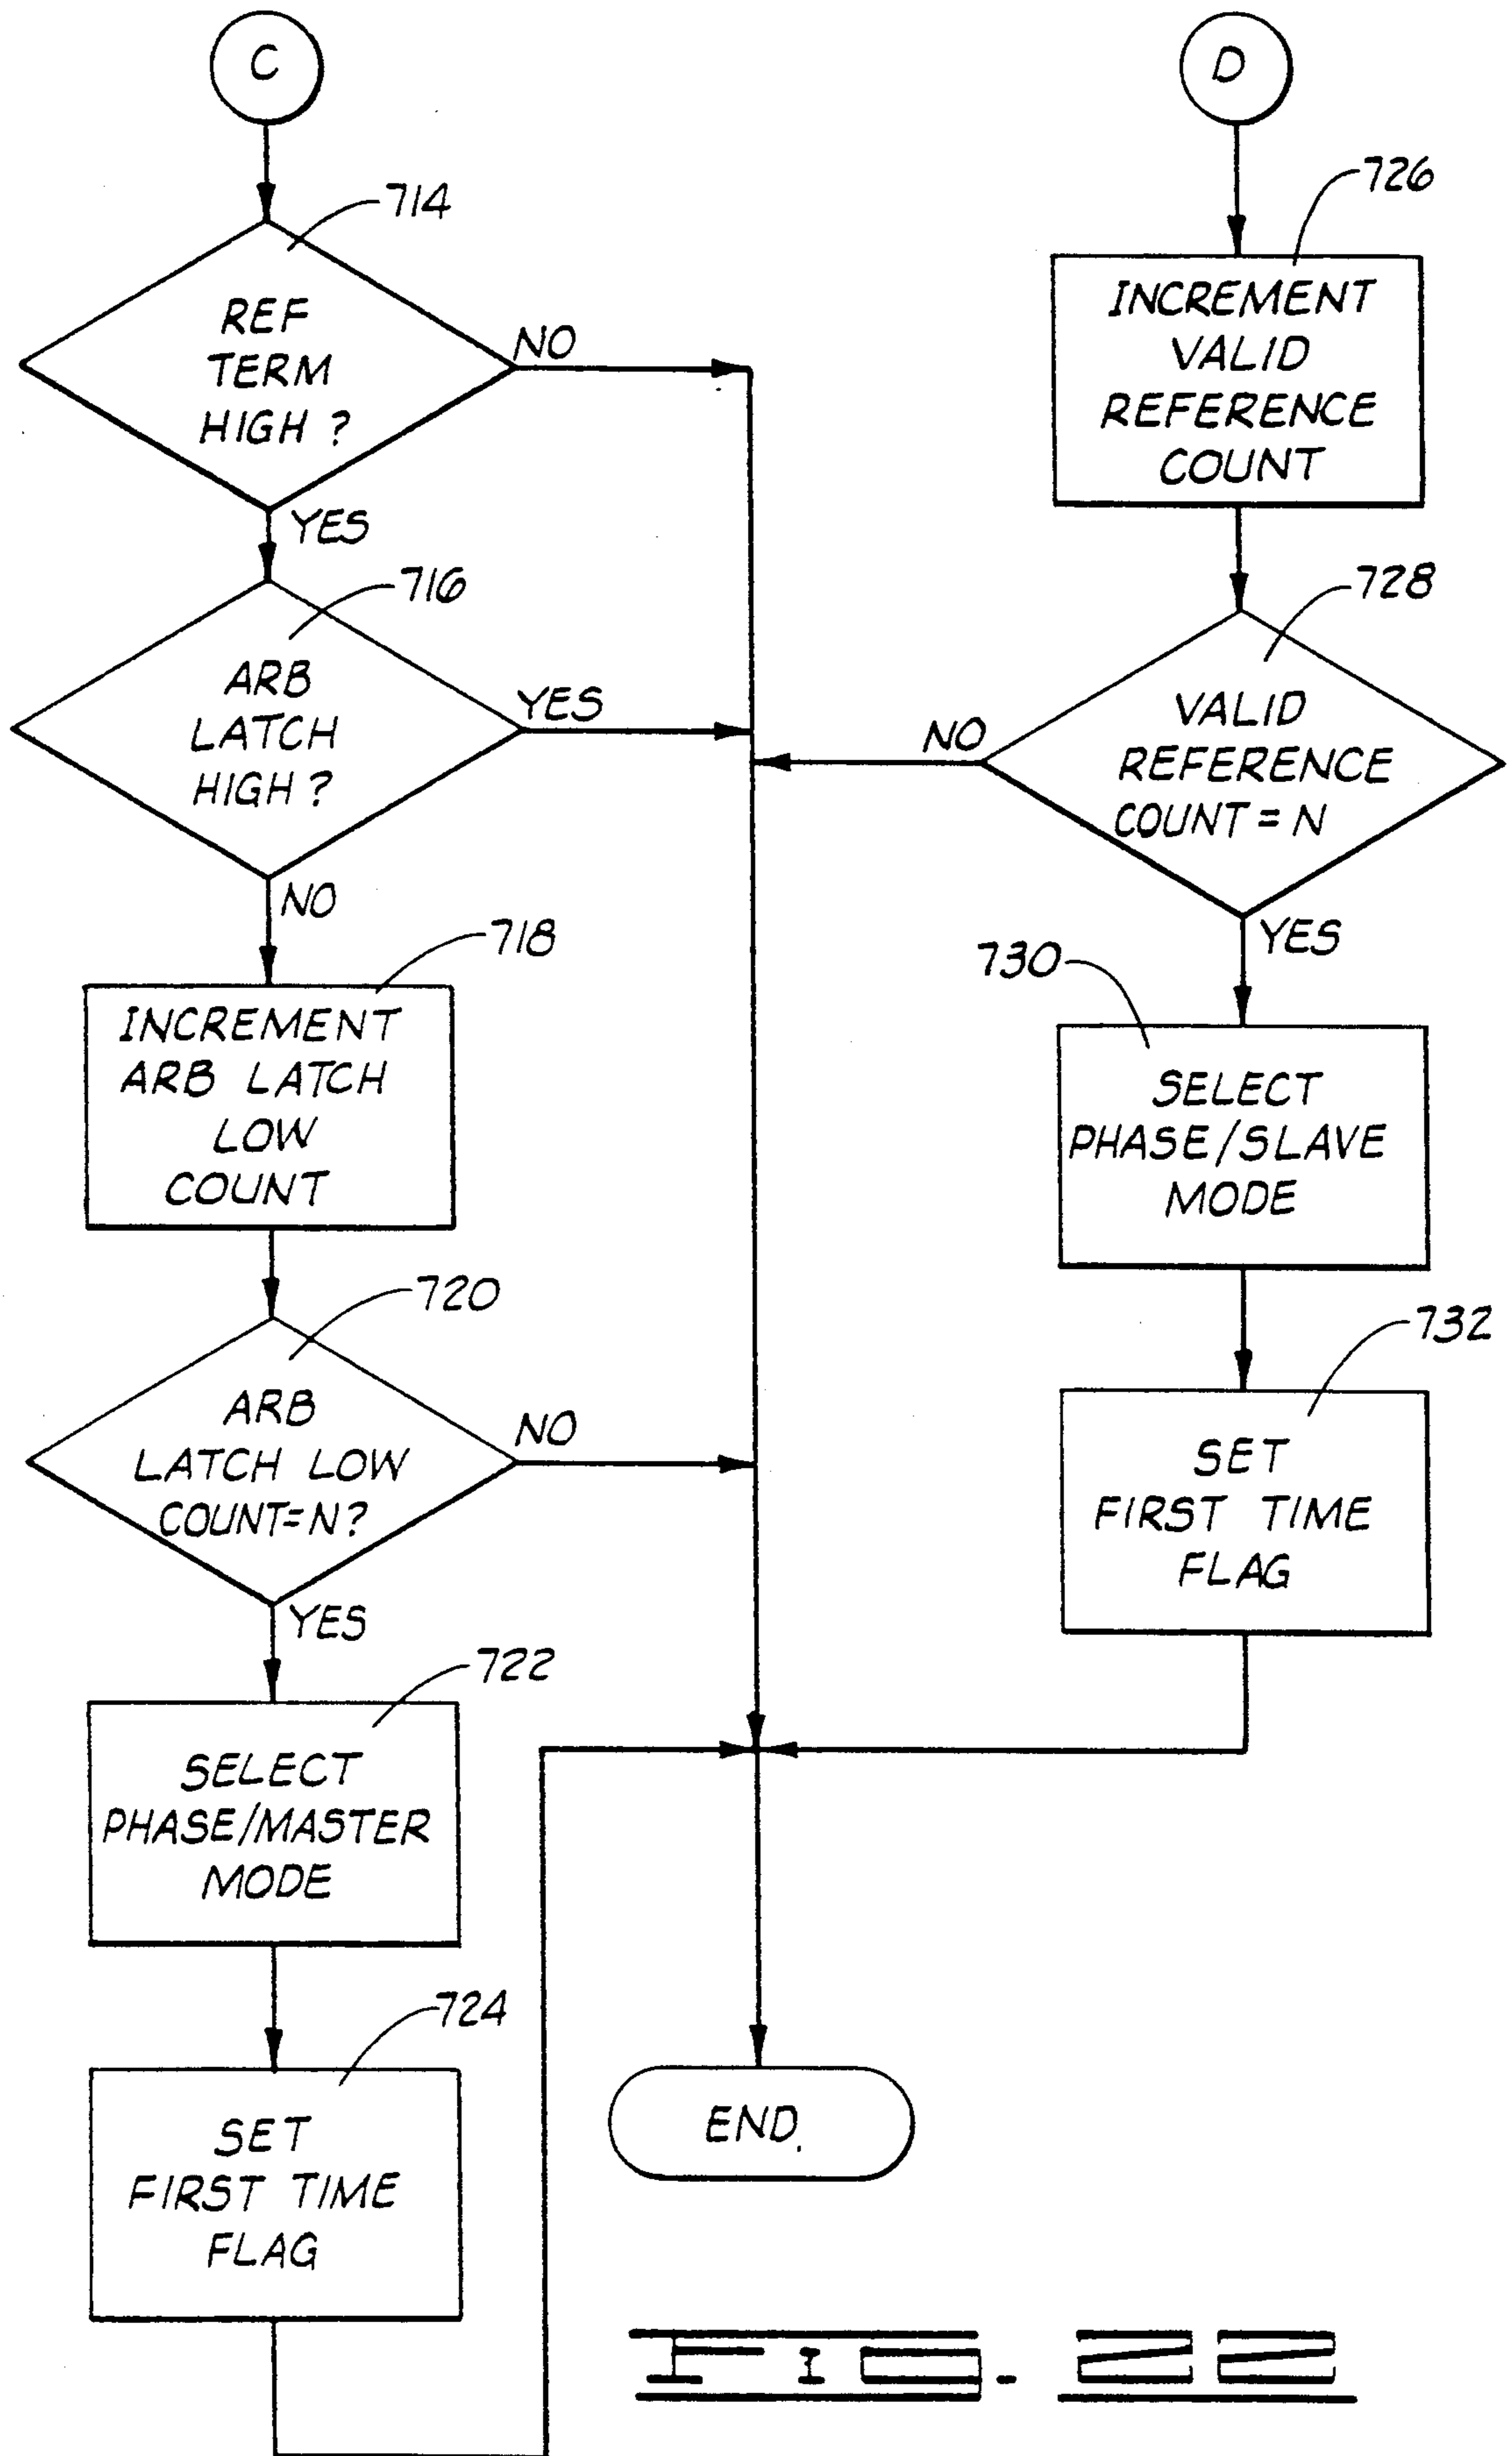 C
714
REF
TERM
HIGH?
NO
YES
716
ARB
LATCH
HIGH?
YES
NO
718
INCREMENT
ARB LATCH
LOW
COUNT
720
ARB
LATCH LOW
COUNT=N?
NO
YES
722
SELECT
PHASE/MASTER
MODE
724
SET
FIRST TIME
FLAG
D
726
INCREMENT
VALID
REFERENCE
COUNT
728
VALID
REFERENCE
COUNT=N
NO
YES
730
SELECT
PHASE/SLAVE
MODE
732
SET
FIRST TIME
FLAG
END
FIG. 22